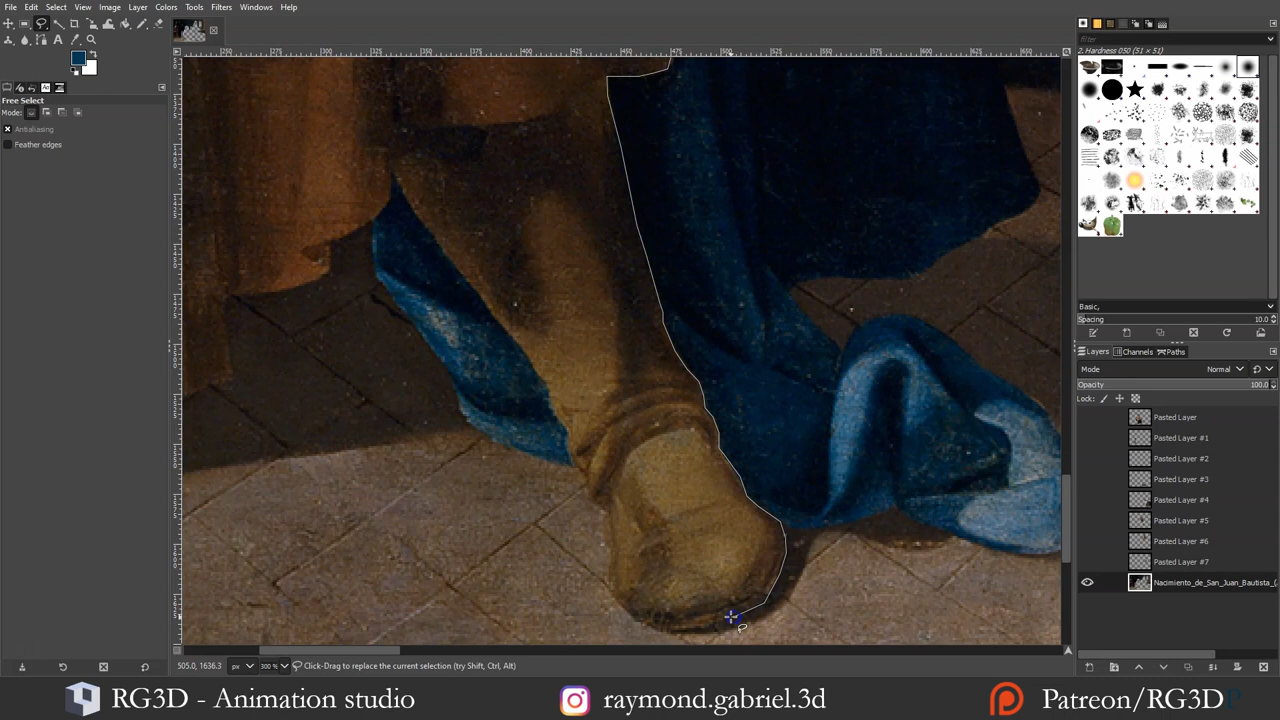 File Edit Select View Image Layer Colors Tools Filters Windows Help
Free Select
Mode:
Antialiasing
Feather edges
filter
2. Hardness 050 (51 × 51)
Basic,
Spacing 10.0
Layers Channels Paths
Mode Normal
Opacity 100.0
Lock:
Pasted Layer
Pasted Layer #1
Pasted Layer #2
Pasted Layer #3
Pasted Layer #4
Pasted Layer #5
Pasted Layer #6
Pasted Layer #7
Nacimiento_de_San_Juan_Bautista_(
505.0, 1636.3 px 300 % Click-Drag to replace the current selection (try Shift, Ctrl, Alt)
RG3D - Animation studio raymond.gabriel.3d Patreon/RG3DP